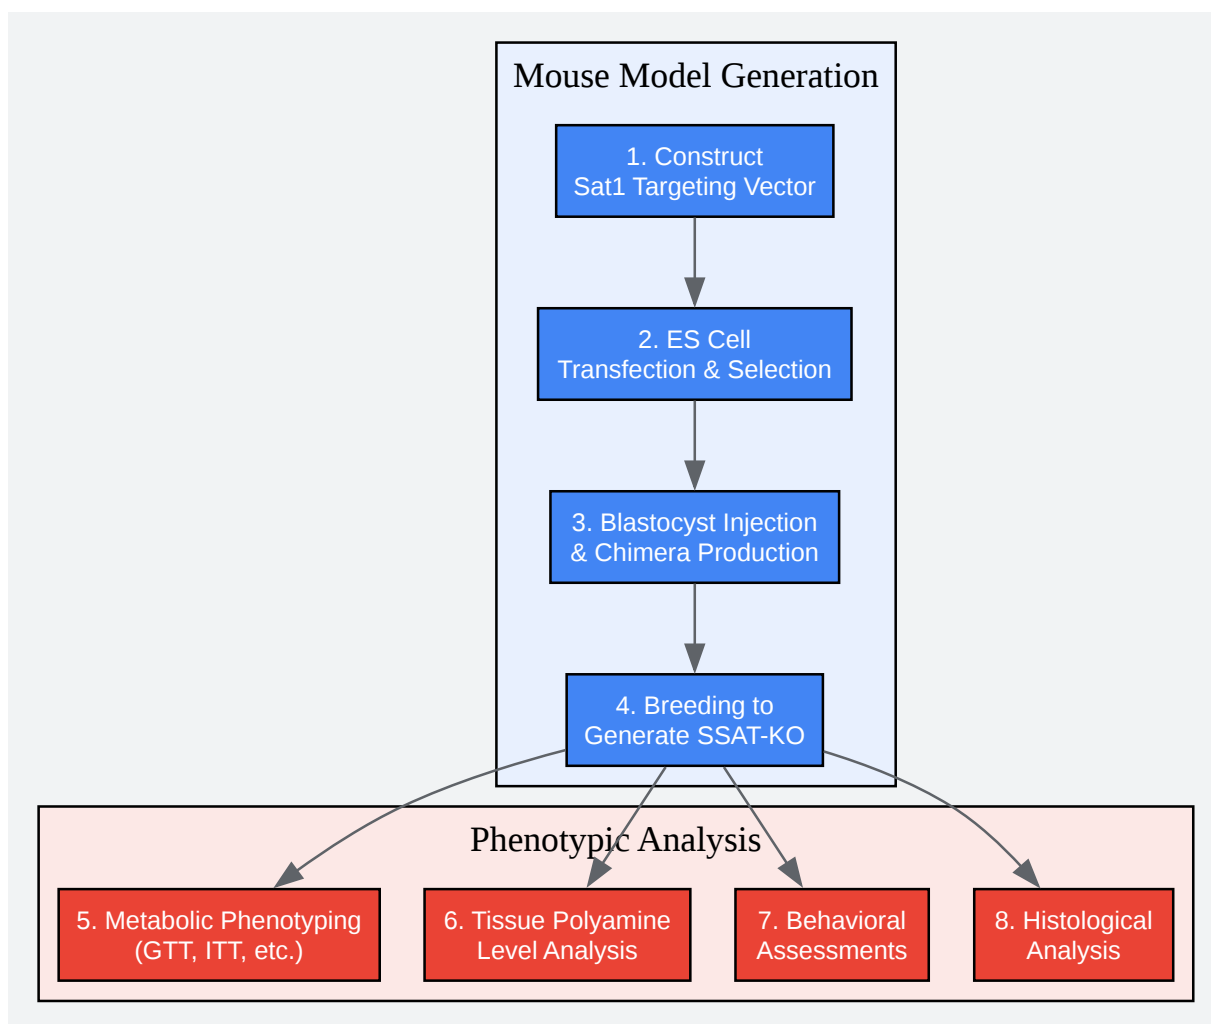 Mouse Model Generation
1. Construct
Sat1 Targeting Vector
2. ES Cell
Transfection & Selection
3. Blastocyst Injection
& Chimera Production
4. Breeding to
Generate SSAT-KO
Phenotypic Analysis
5. Metabolic Phenotyping
(GTT, ITT, etc.)
6. Tissue Polyamine
Level Analysis
7. Behavioral
Assessments
8. Histological
Analysis